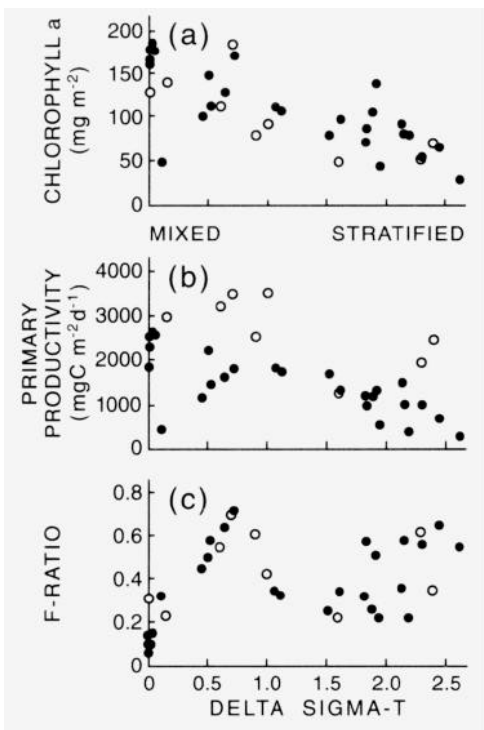 (a)
CHLOROPHYLL a
(mg m-2)
200
150
100
50
0
MIXED STRATIFIED
(b)
PRIMARY
PRODUCTIVITY
(mgC m-2d-1)
4000
3000
2000
1000
0
(c)
F-RATIO
0.8
0.6
0.4
0.2
0
0 0.5 1.0 1.5 2.0 2.5
DELTA SIGMA-T